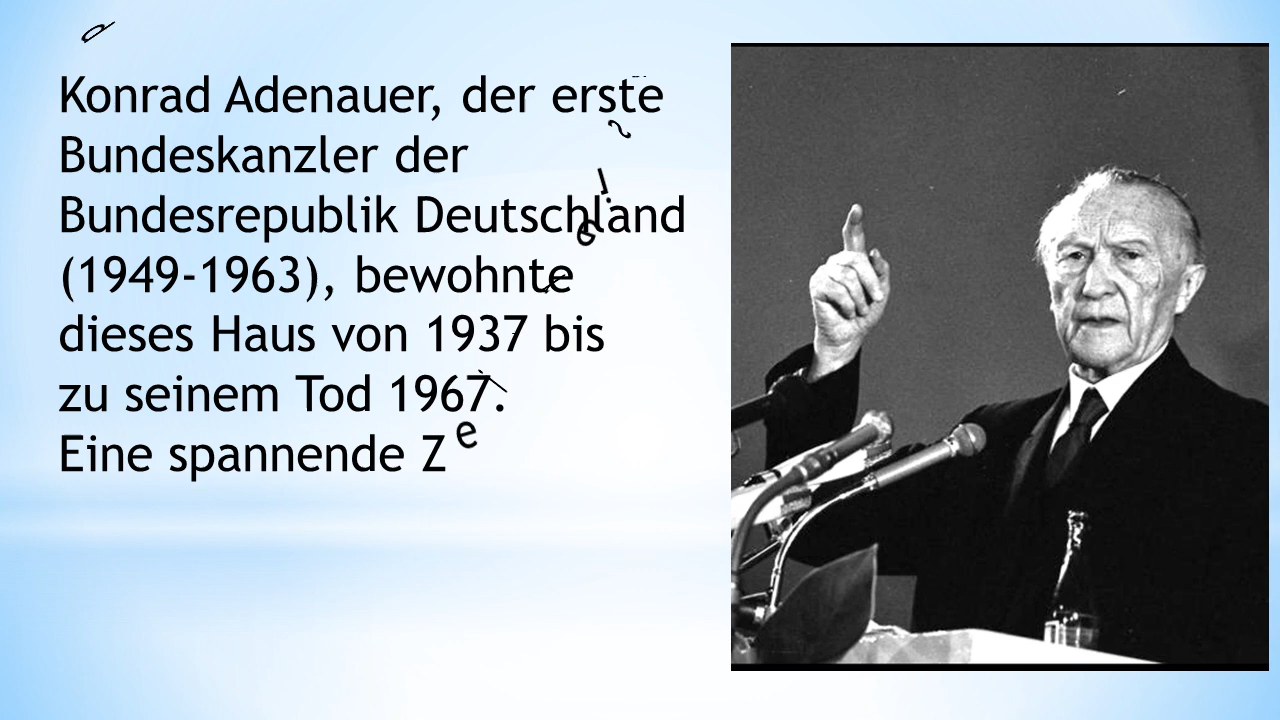 Konrad Adenauer, der erste
Bundeskanzler der
Bundesrepublik Deutschland
(1949-1963), bewohnte
dieses Haus von 1937 bis
zu seinem Tod 1967.
Eine spannende Z